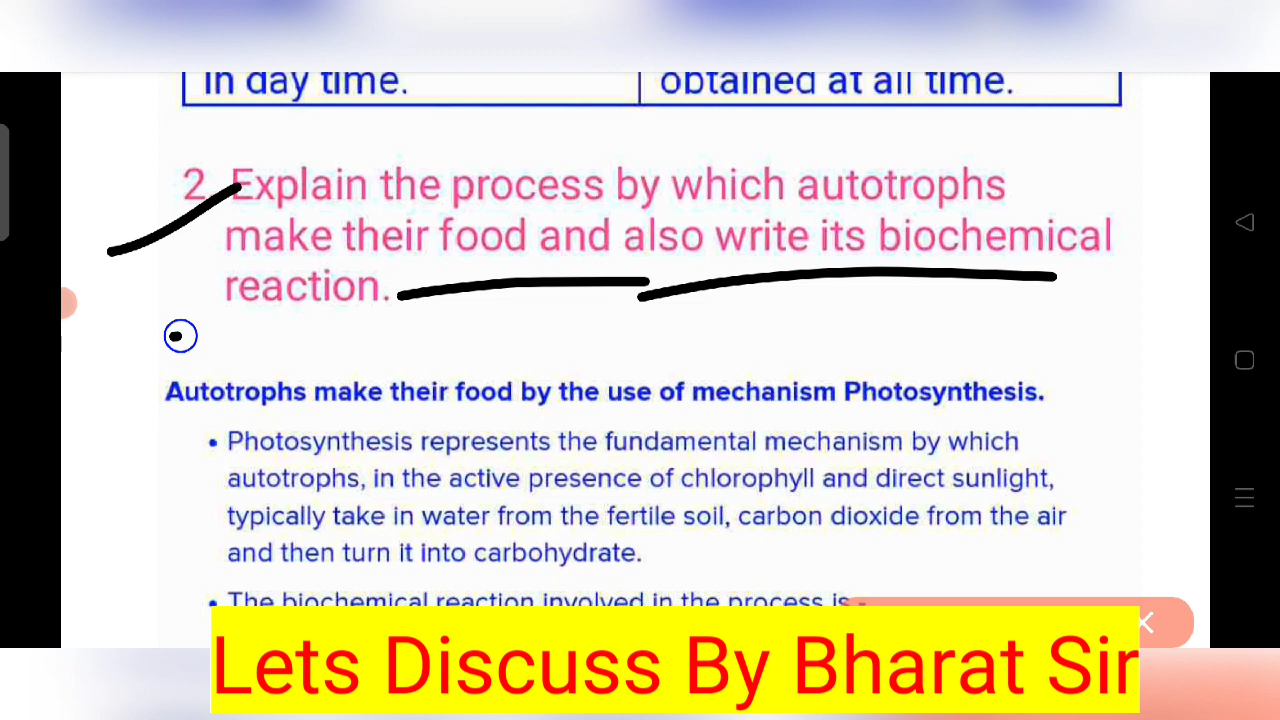 in day time.
obtained at all time.
2. Explain the process by which autotrophs
make their food and also write its biochemical
reaction.
Autotrophs make their food by the use of mechanism Photosynthesis.
• Photosynthesis represents the fundamental mechanism by which
autotrophs, in the active presence of chlorophyll and direct sunlight,
typically take in water from the fertile soil, carbon dioxide from the air
and then turn it into carbohydrate.
• The biochemical reaction involved in the process is -
Lets Discuss By Bharat Sir